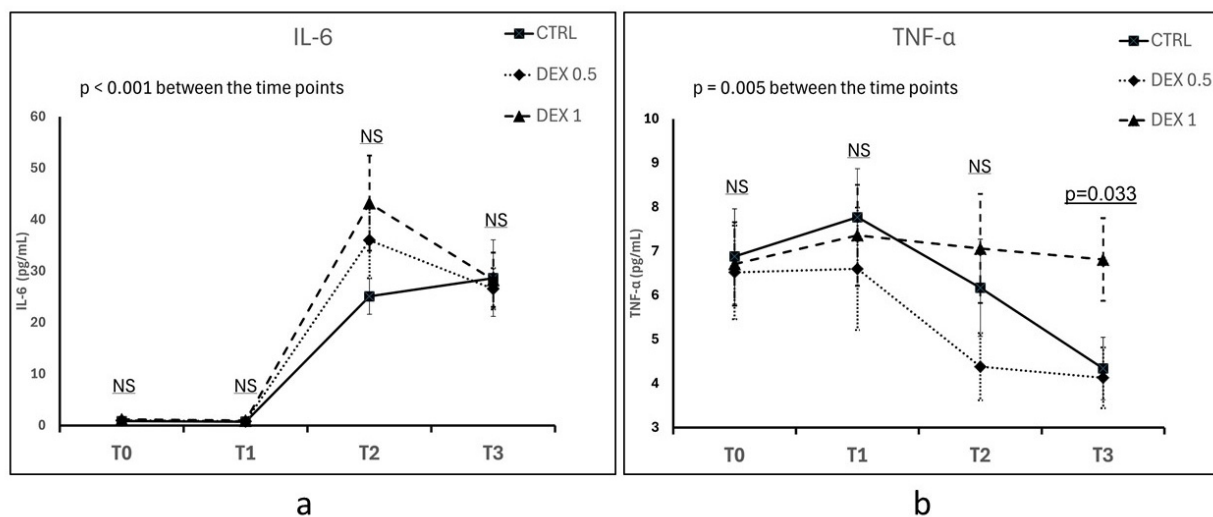 IL-6
CTRL
DEX 0.5
DEX 1
p < 0.001 between the time points
60
50
40
30
20
10
0
IL-6 (pg/mL)
NS
NS
NS
NS
T0
T1
T2
T3
a
TNF-α
CTRL
DEX 0.5
DEX 1
p = 0.005 between the time points
10
9
8
7
6
5
4
3
TNF-α (pg/mL)
NS
NS
NS
p=0.033
T0
T1
T2
T3
b